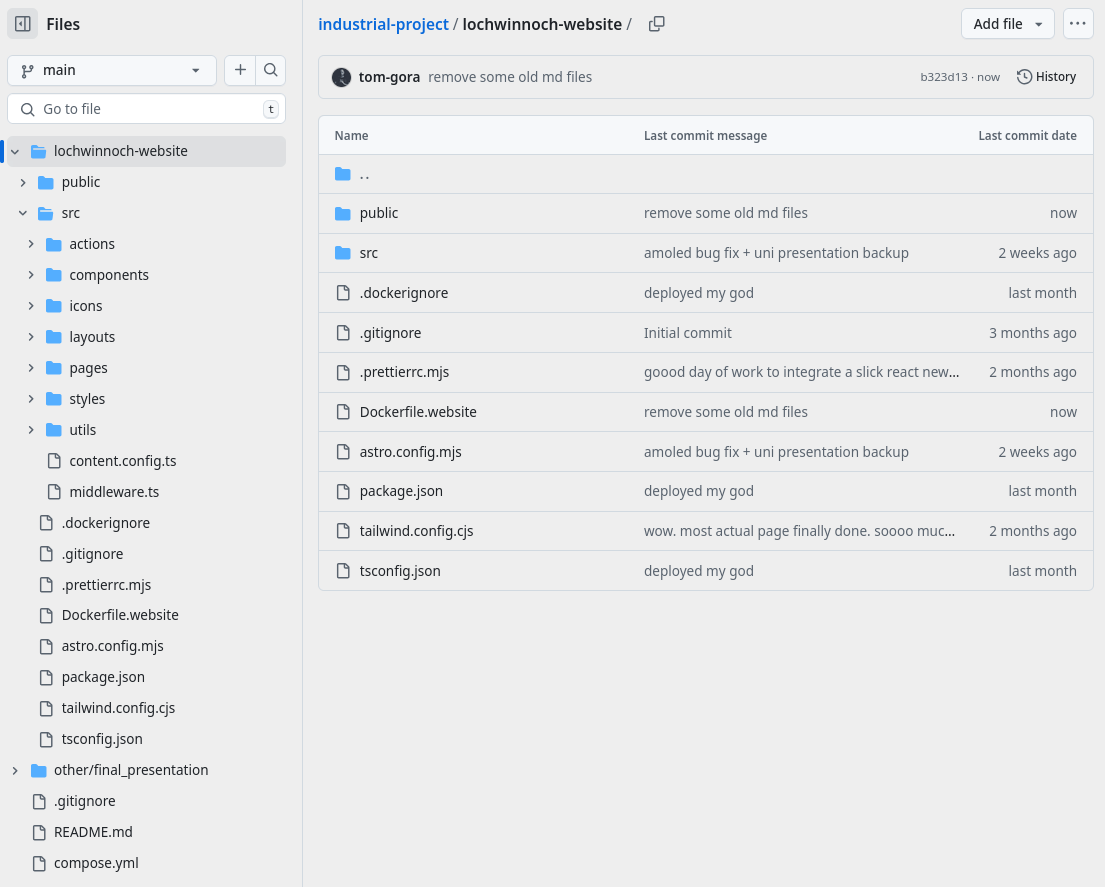 Files
main
Go to file
t
lochwinnoch-website
public
src
actions
components
icons
layouts
pages
styles
utils
content.config.ts
middleware.ts
.dockerignore
.gitignore
.prettierrc.mjs
Dockerfile.website
astro.config.mjs
package.json
tailwind.config.cjs
tsconfig.json
other/final_presentation
.gitignore
README.md
compose.yml
industrial-project / lochwinnoch-website /
Add file
tom-gora remove some old md files b323d13 · now History
Name Last commit message Last commit date
..
public remove some old md files now
src amoled bug fix + uni presentation backup 2 weeks ago
.dockerignore deployed my god last month
.gitignore Initial commit 3 months ago
.prettierrc.mjs goood day of work to integrate a slick react new… 2 months ago
Dockerfile.website remove some old md files now
astro.config.mjs amoled bug fix + uni presentation backup 2 weeks ago
package.json deployed my god last month
tailwind.config.cjs wow. most actual page finally done. soooo muc… 2 months ago
tsconfig.json deployed my god last month